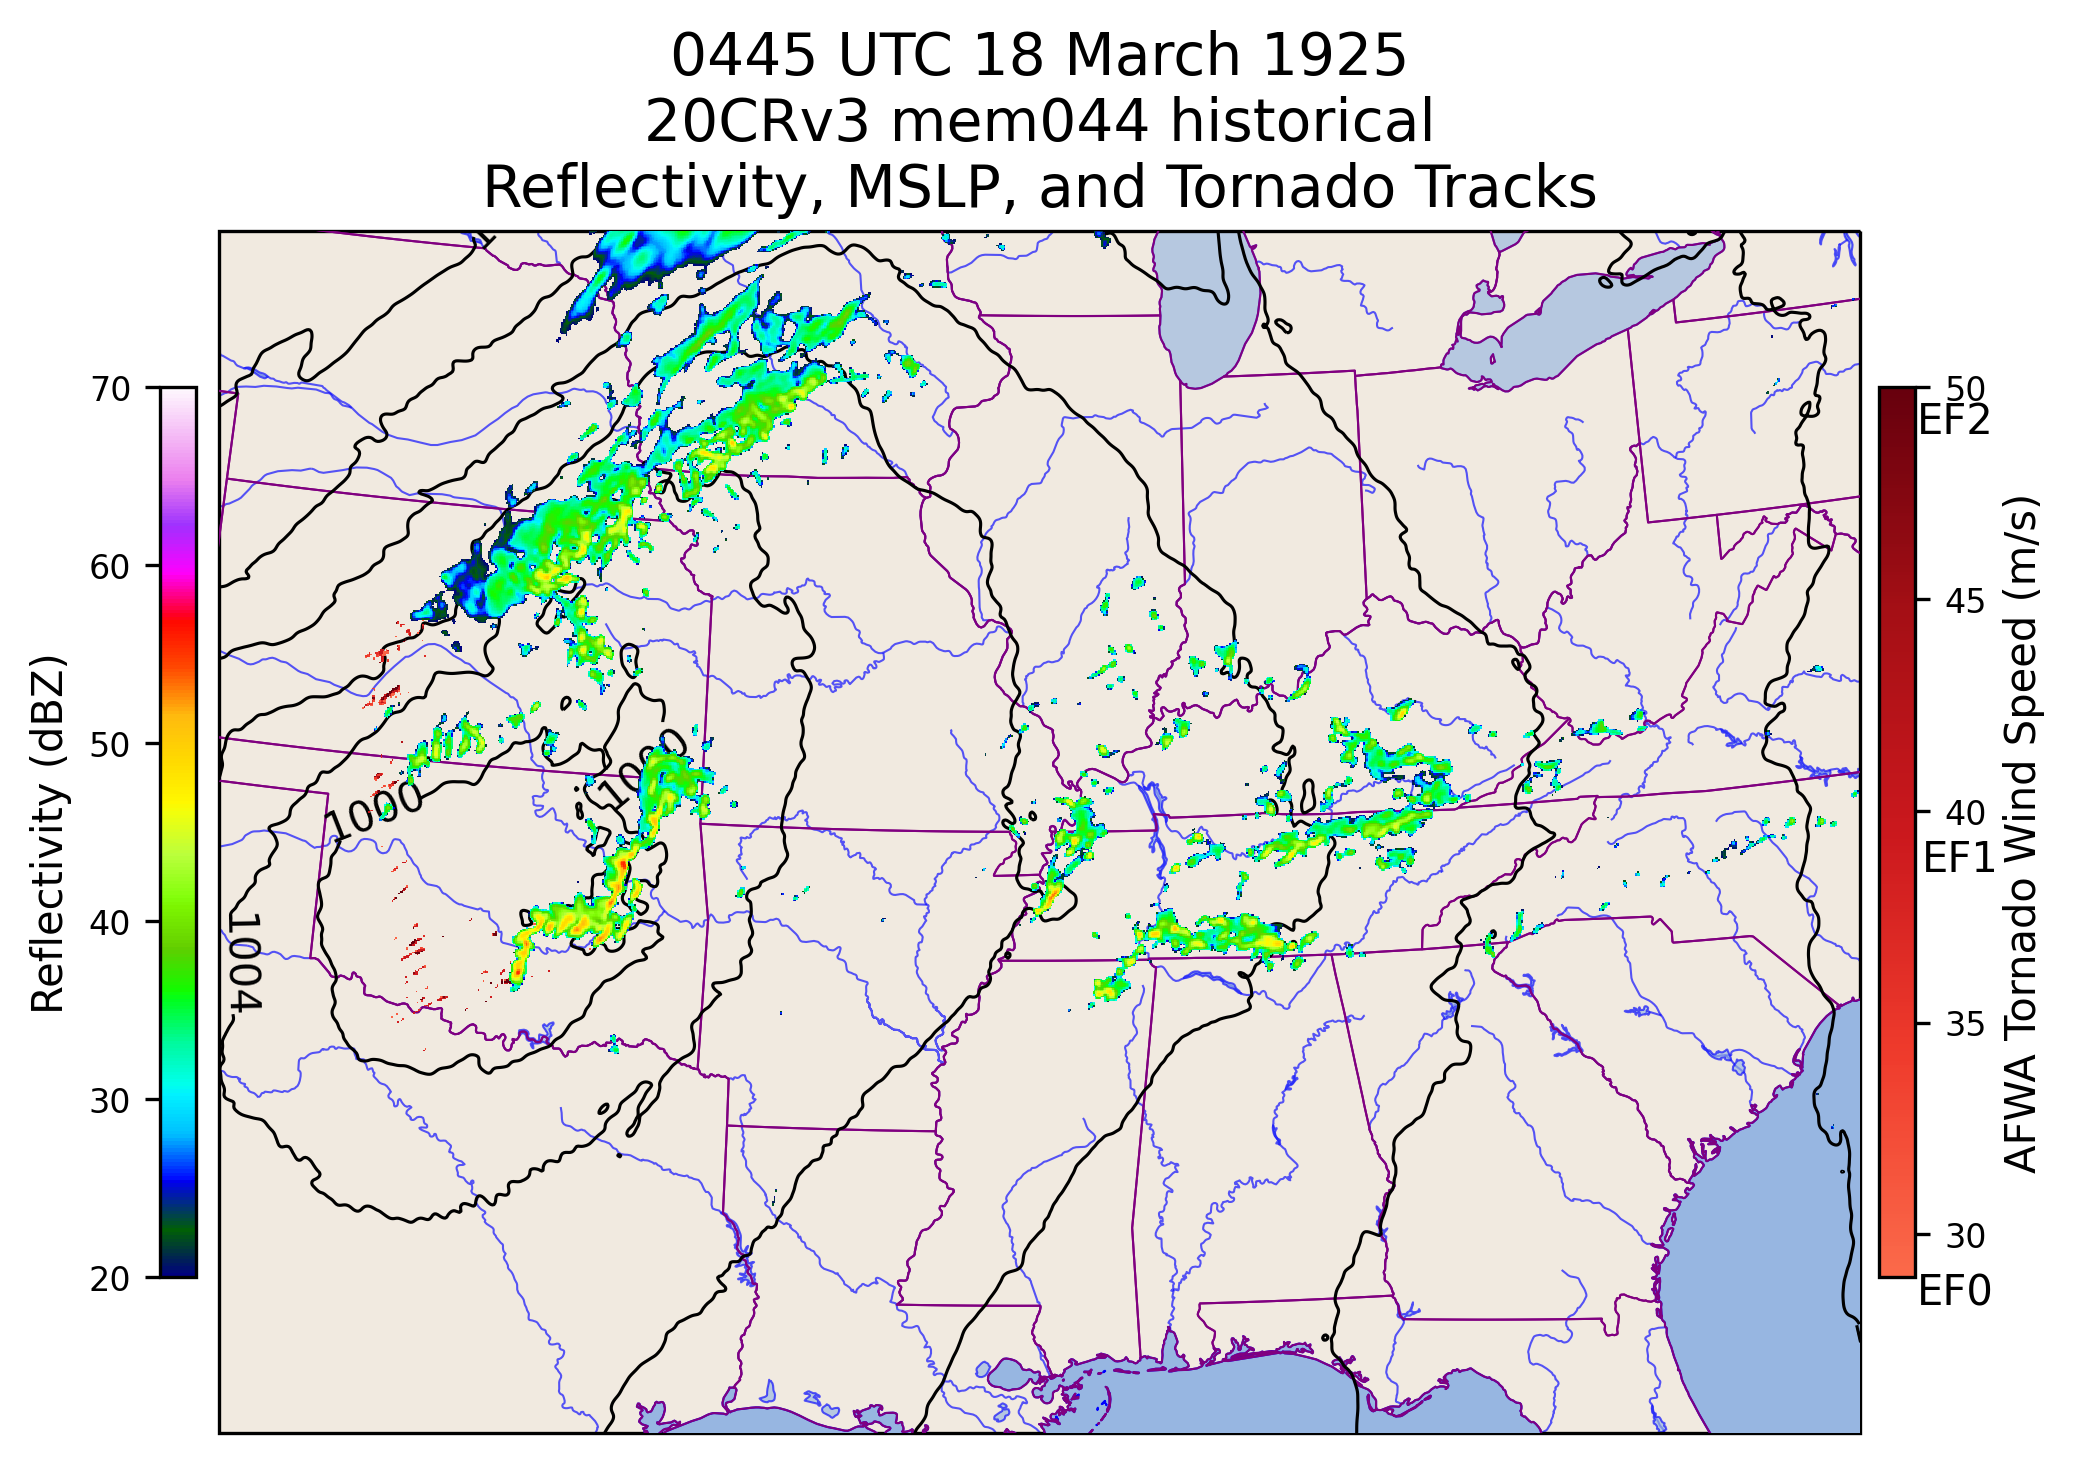 0445 UTC 18 March 1925
20CRv3 mem044 historical
Reflectivity, MSLP, and Tornado Tracks
70
60
50
40
30
20
Reflectivity (dBZ)
1000
1000
1004
50
EF2
45
40
EF1
35
30
EF0
AFWA Tornado Wind Speed (m/s)